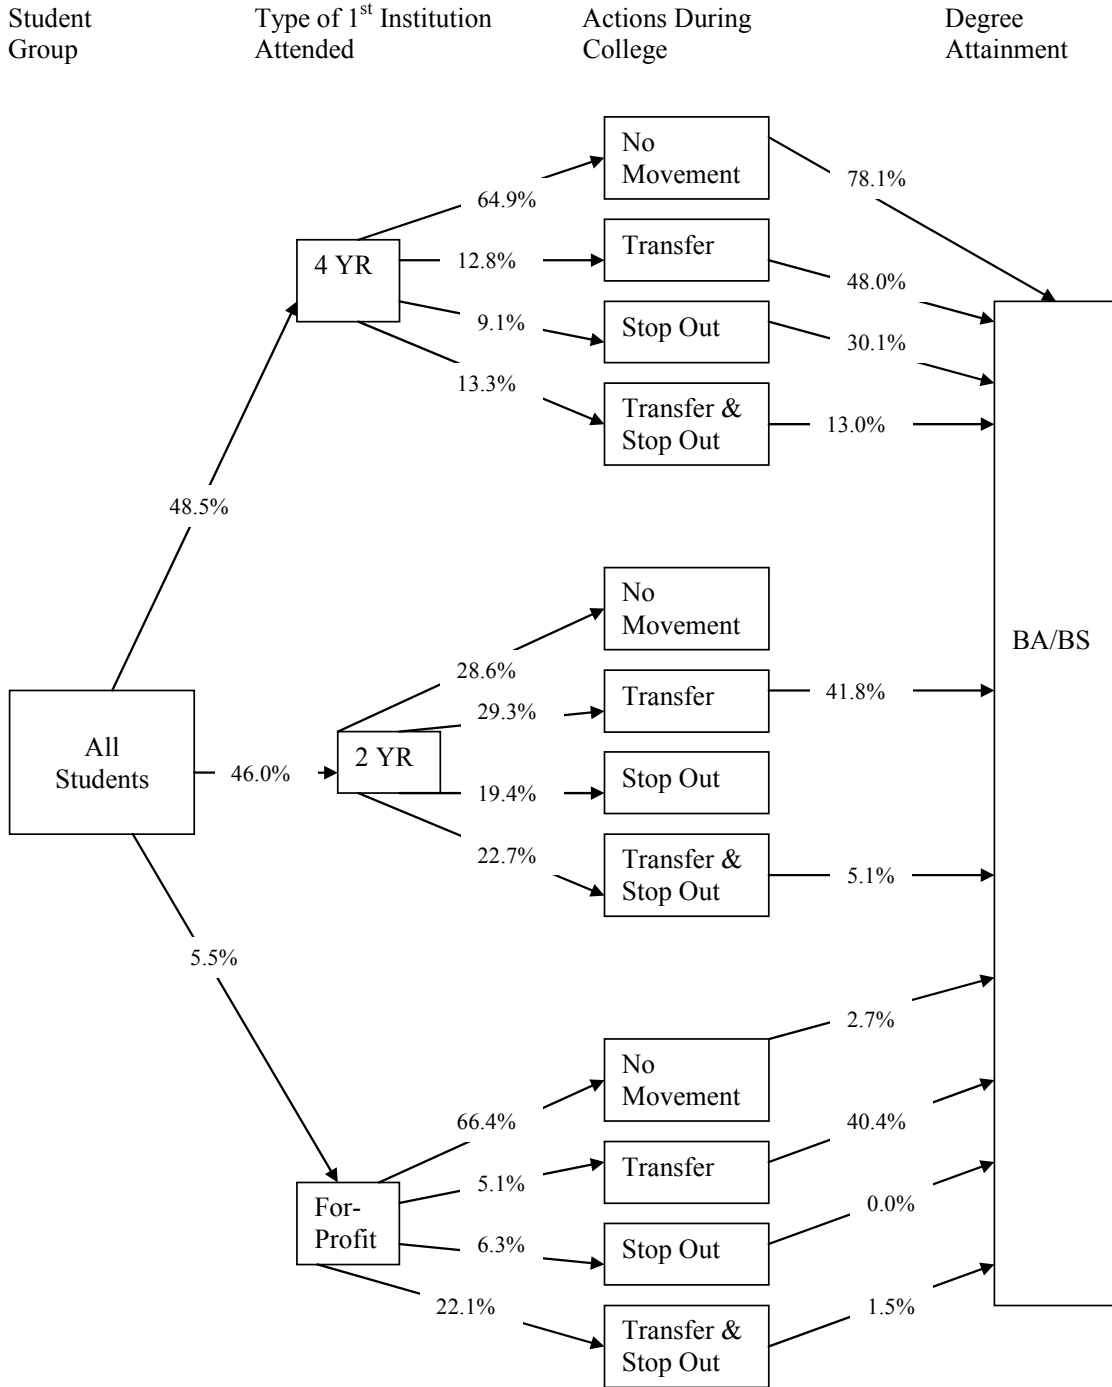 Student
Group
Type of 1st Institution
Attended
Actions During
College
Degree
Attainment
No
Movement
78.1%
64.9%
4 YR
12.8%
Transfer
48.0%
9.1%
Stop Out
30.1%
13.3%
Transfer &
Stop Out
13.0%
48.5%
No
Movement
BA/BS
28.6%
29.3%
Transfer
41.8%
All
Students
46.0%
2 YR
19.4%
Stop Out
22.7%
Transfer &
Stop Out
5.1%
5.5%
2.7%
No
Movement
66.4%
40.4%
5.1%
Transfer
For-
Profit
0.0%
6.3%
Stop Out
22.1%
1.5%
Transfer &
Stop Out